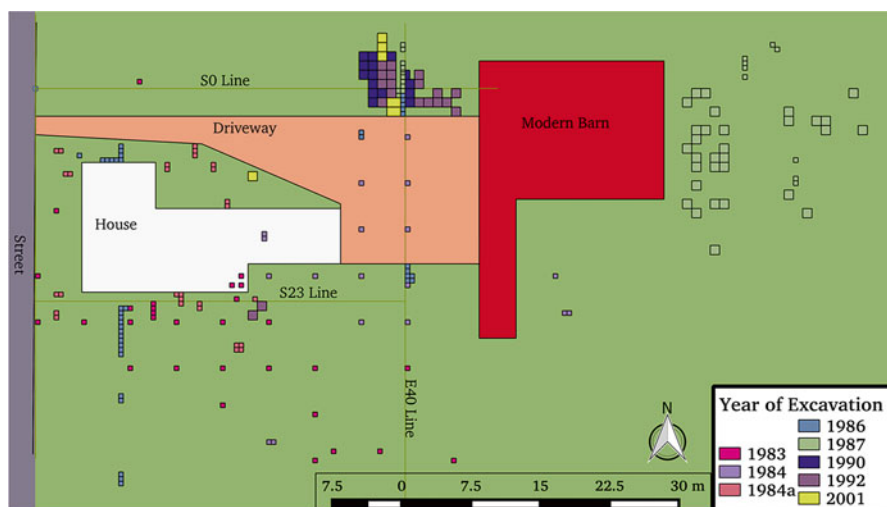 S0 Line
Driveway
Modern Barn
House
Street
S23 Line
E40 Line
N
Year of Excavation
1983
1984
1984a
1986
1987
1990
1992
2001
7.5 0 7.5 15 22.5 30 m